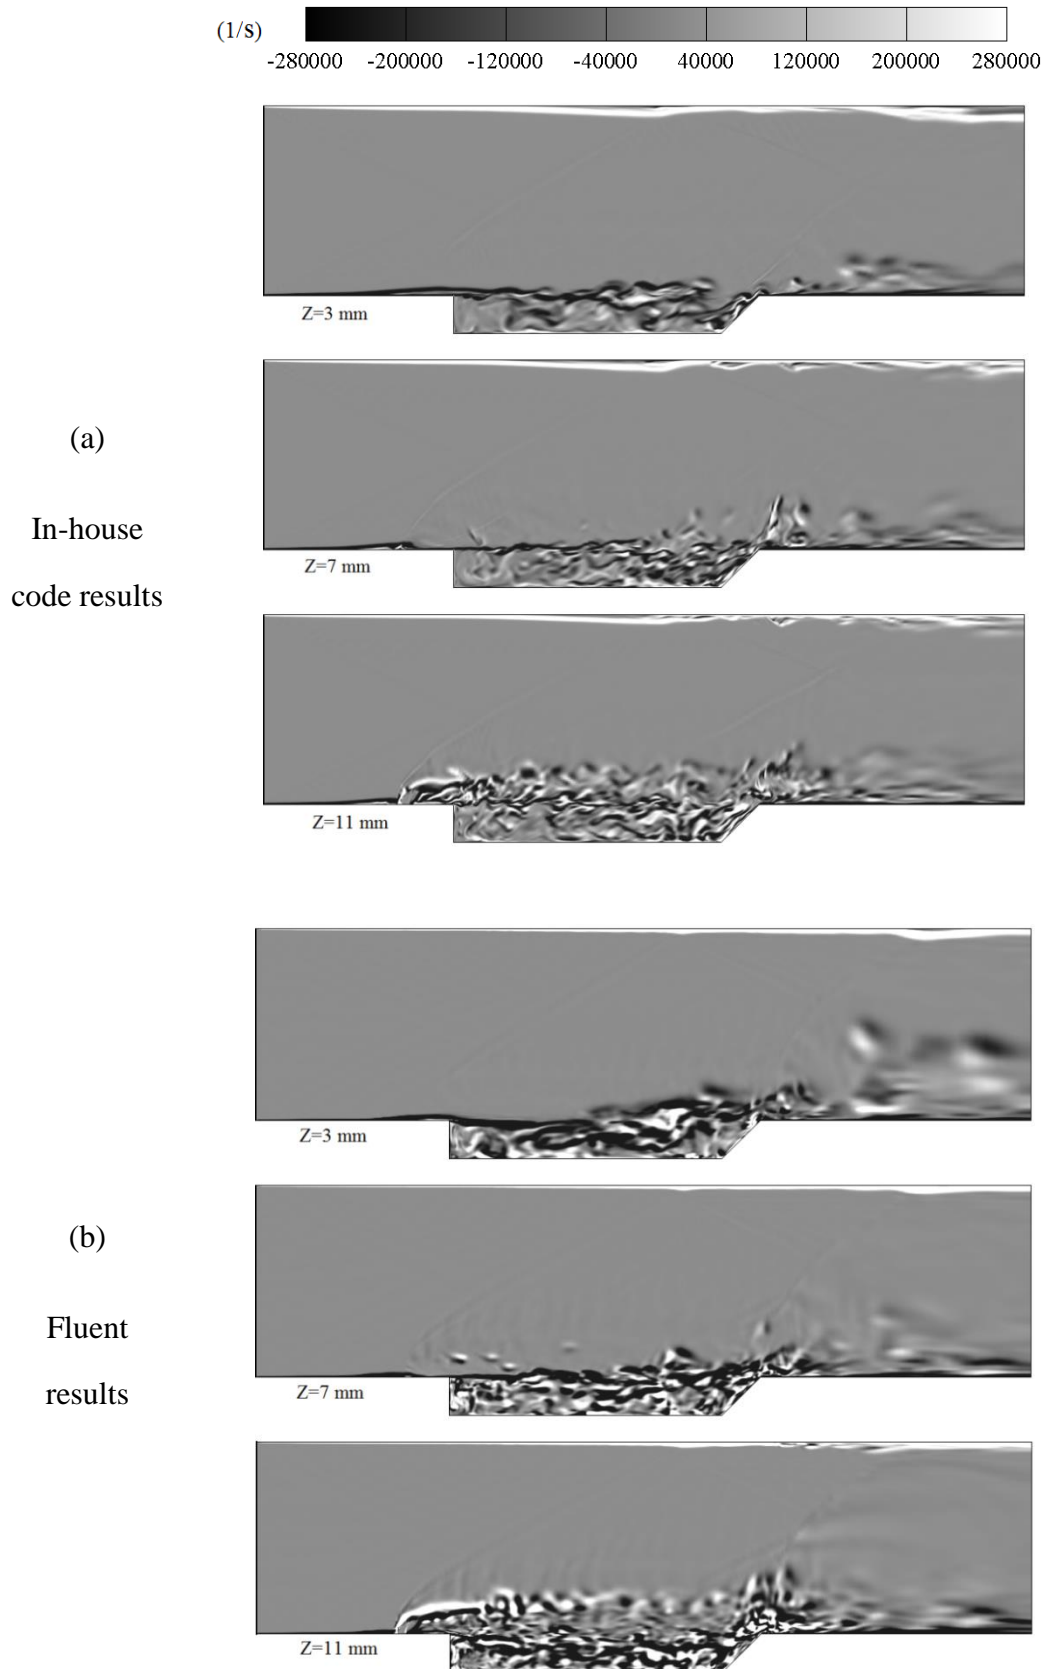 (1/s)
-280000 -200000 -120000 -40000 40000 120000 200000 280000
Z=3 mm
Z=7 mm
(a)
In-house
code results
Z=11 mm
Z=3 mm
(b)
Fluent
results
Z=7 mm
Z=11 mm